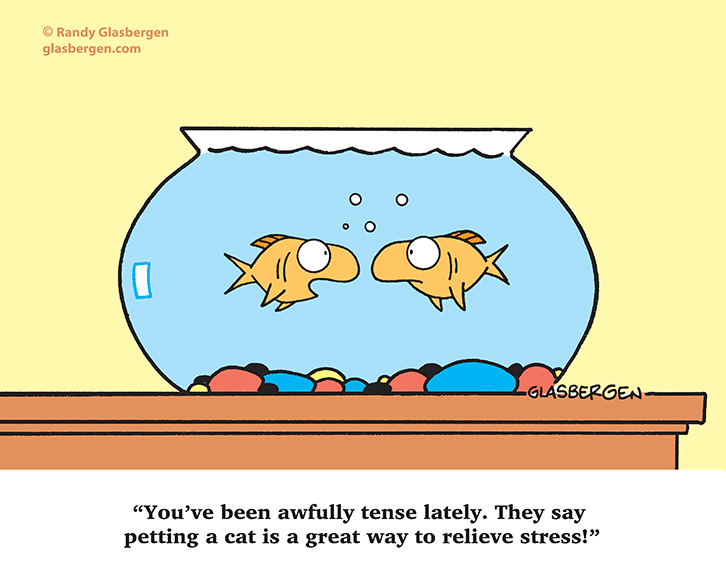 © Randy Glasbergen
glasbergen.com
GLASBERGEN
“You’ve been awfully tense lately. They say
petting a cat is a great way to relieve stress!”